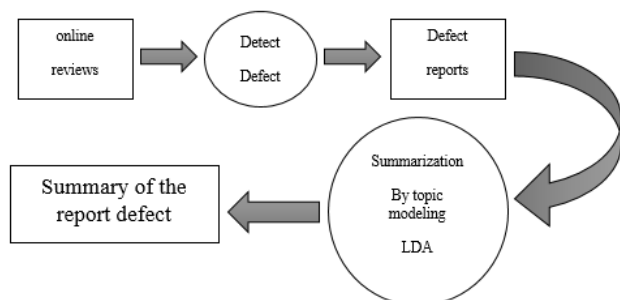 online
reviews
Detect
Defect
Defect
reports
Summarization
By topic
modeling
LDA
Summary of the
report defect